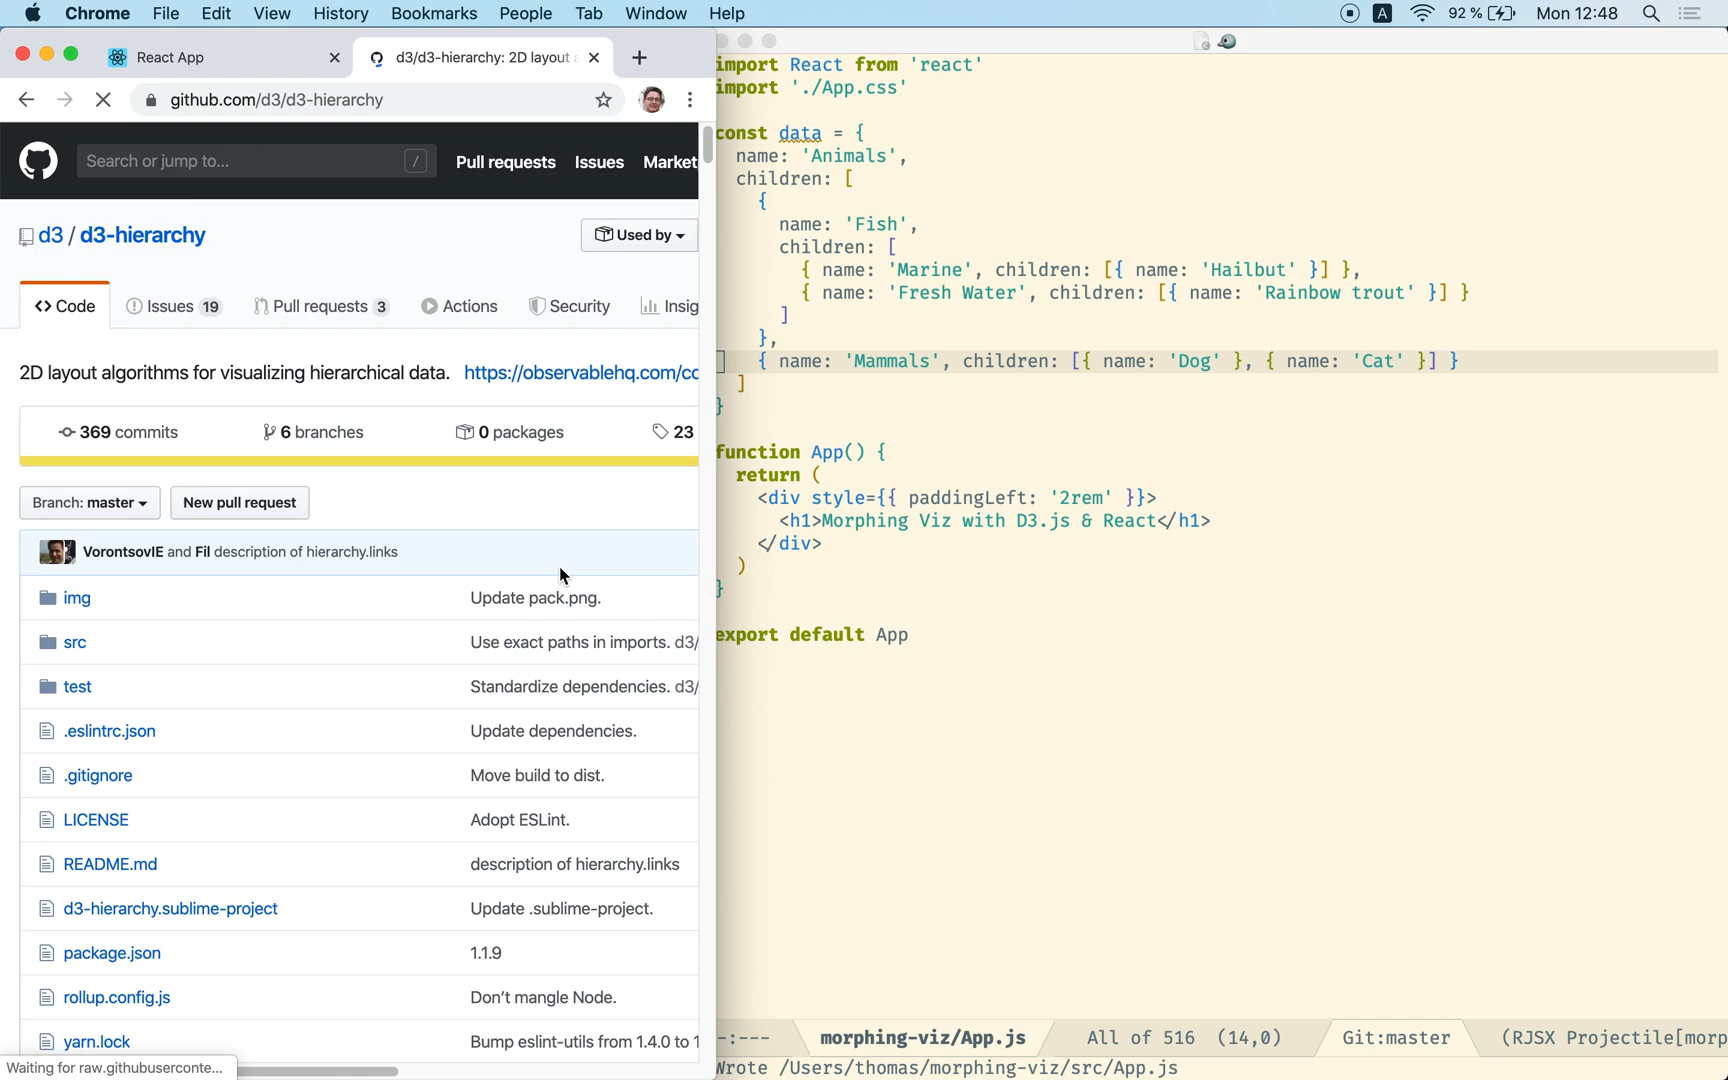 Chrome File Edit View History Bookmarks People Tab Window Help
A 92 % Mon 12:48
React App
d3/d3-hierarchy: 2D layout a
github.com/d3/d3-hierarchy
Search or jump to... /
Pull requests Issues Market
d3 / d3-hierarchy
Used by
Code Issues 19 Pull requests 3 Actions Security Insig
2D layout algorithms for visualizing hierarchical data. https://observablehq.com/cc
369 commits 6 branches 0 packages 23
Branch: master New pull request
VorontsovIE and Fil description of hierarchy.links
img Update pack.png.
src Use exact paths in imports. d3/
test Standardize dependencies. d3/
.eslintrc.json Update dependencies.
.gitignore Move build to dist.
LICENSE Adopt ESLint.
README.md description of hierarchy.links
d3-hierarchy.sublime-project Update .sublime-project.
package.json 1.1.9
rollup.config.js Don't mangle Node.
yarn.lock Bump eslint-utils from 1.4.0 to 1
Waiting for raw.githubuserconte...
import React from 'react'
import './App.css'
const data = {
name: 'Animals',
children: [
{
name: 'Fish',
children: [
{ name: 'Marine', children: [{ name: 'Hailbut' }] },
{ name: 'Fresh Water', children: [{ name: 'Rainbow trout' }] }
]
},
{ name: 'Mammals', children: [{ name: 'Dog' }, { name: 'Cat' }] }
]
}
function App() {
return (
<div style={{ paddingLeft: '2rem' }}>
<h1>Morphing Viz with D3.js & React</h1>
</div>
)
}
export default App
-:--- morphing-viz/App.js All of 516 (14,0) Git:master (RJSX Projectile[morp
Wrote /Users/thomas/morphing-viz/src/App.js